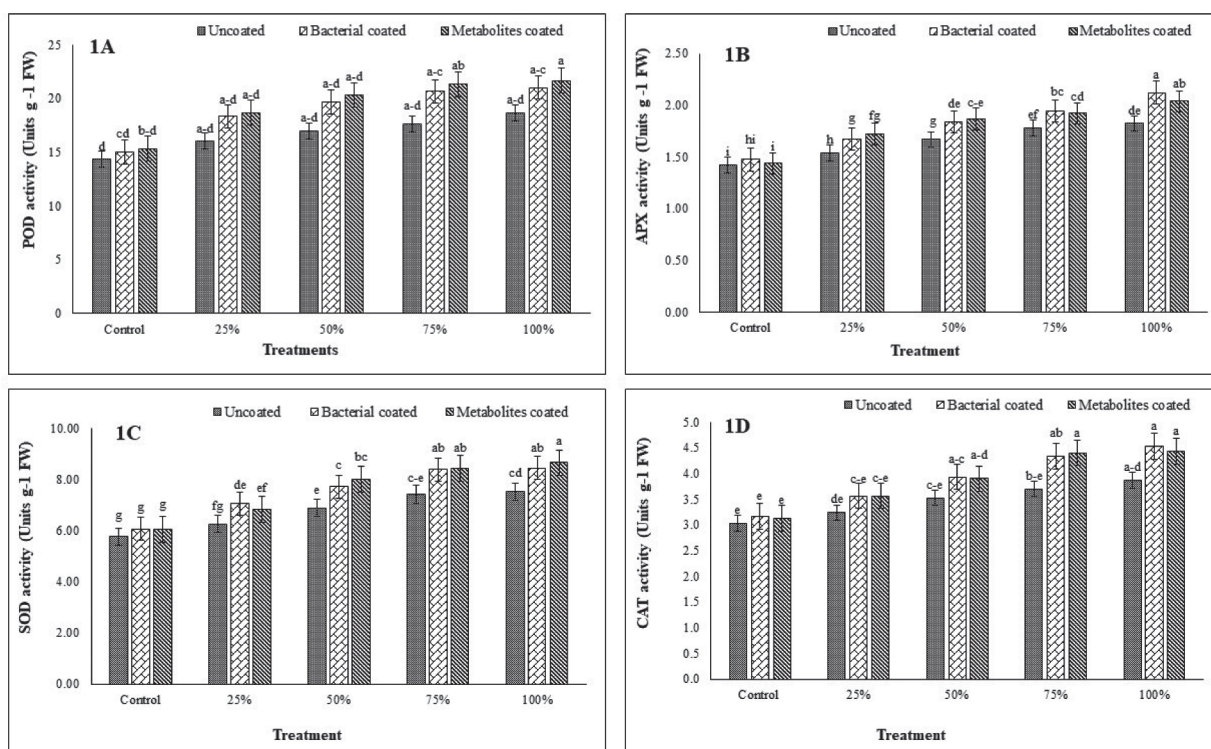 1A
Uncoated Bacterial coated Metabolites coated
25
20
15
10
5
0
POD activity (Units g -1 FW)
d cd b-d a-d a-d a-d a-d a-d a-d a-d a-c ab a-d a-c a
Control 25% 50% 75% 100%
Treatments
1B
Uncoated Bacterial coated Metabolites coated
2.50
2.00
1.50
1.00
0.50
0.00
APX activity (Units g -1 FW)
i hi i h g fg g de c-e ef bc cd de a ab
Control 25% 50% 75% 100%
Treatment
1C
Uncoated Bacterial coated Metabolites coated
10.00
8.00
6.00
4.00
2.00
0.00
SOD activity (Units g-1 FW)
g g g fg de ef e c bc c-e ab ab cd ab a
Control 25% 50% 75% 100%
Treatment
1D
Uncoated Bacterial coated Metabolites coated
5.0
4.5
4.0
3.5
3.0
2.5
2.0
1.5
1.0
0.5
0.0
CAT activity (Units g-1 FW)
e e e de c-e c-e c-e a-c a-d b-e ab a a-d a a
Control 25% 50% 75% 100%
Treatment